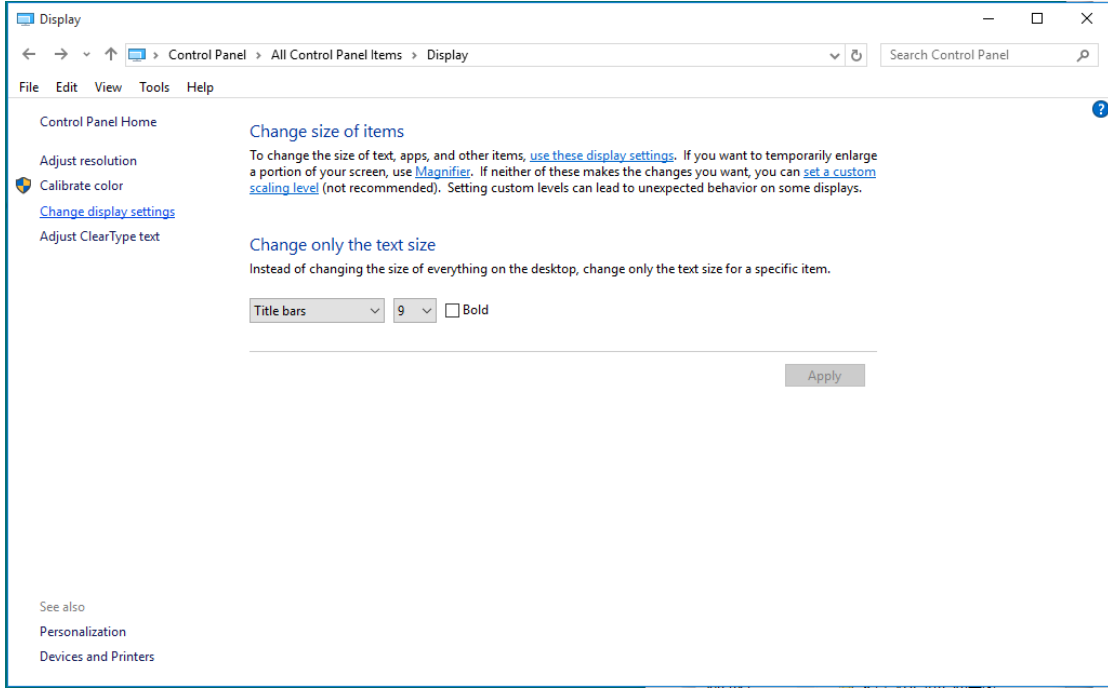 Display
Control Panel > All Control Panel Items > Display
Search Control Panel
File Edit View Tools Help
Control Panel Home
Adjust resolution
Calibrate color
Change display settings
Adjust ClearType text
Change size of items
To change the size of text, apps, and other items, use these display settings. If you want to temporarily enlarge
a portion of your screen, use Magnifier. If neither of these makes the changes you want, you can set a custom
scaling level (not recommended). Setting custom levels can lead to unexpected behavior on some displays.
Change only the text size
Instead of changing the size of everything on the desktop, change only the text size for a specific item.
Title bars 9 Bold
Apply
See also
Personalization
Devices and Printers